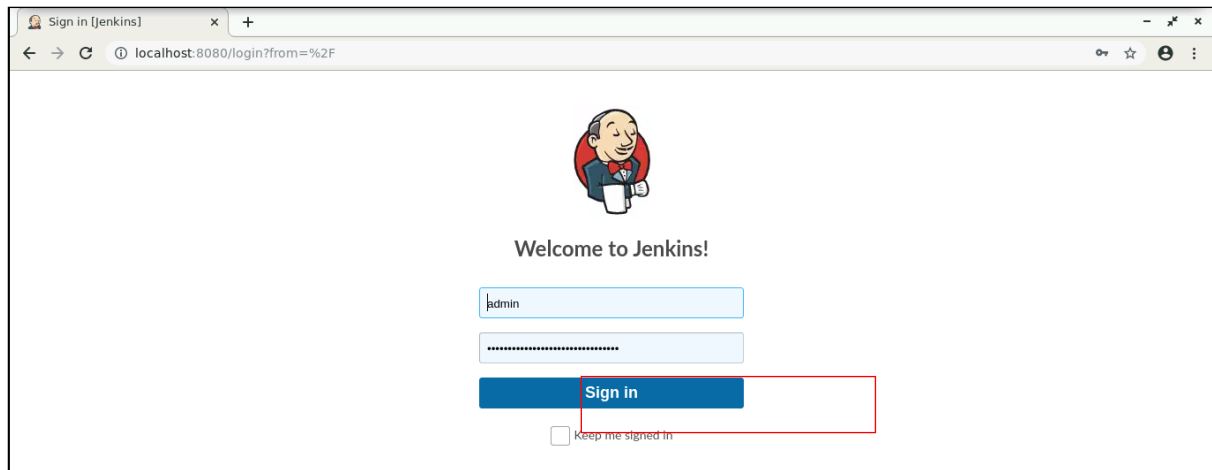 Sign in [Jenkins]
localhost:8080/login?from=%2F
Welcome to Jenkins!
admin
••••••••••••••••••••••••••••••••
Sign in
Keep me signed in